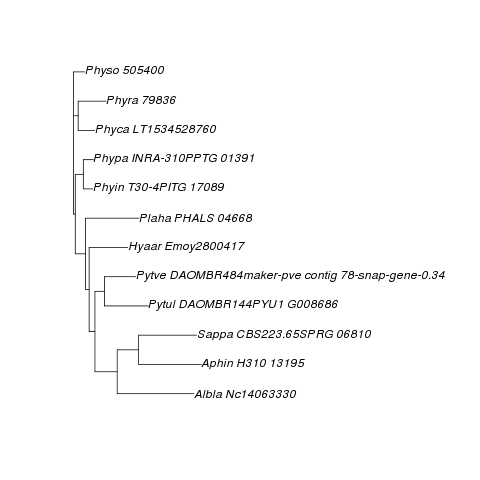 Physo 505400
Phyra 79836
Phyca LT1534528760
Phypa INRA-310PPTG 01391
Phyin T30-4PITG 17089
Plaha PHALS 04668
Hyaar Emoy2800417
Pytve DAOMBR484maker-pve contig 78-snap-gene-0.34
Pytul DAOMBR144PYU1 G008686
Sappa CBS223.65SPRG 06810
Aphin H310 13195
Albla Nc14063330